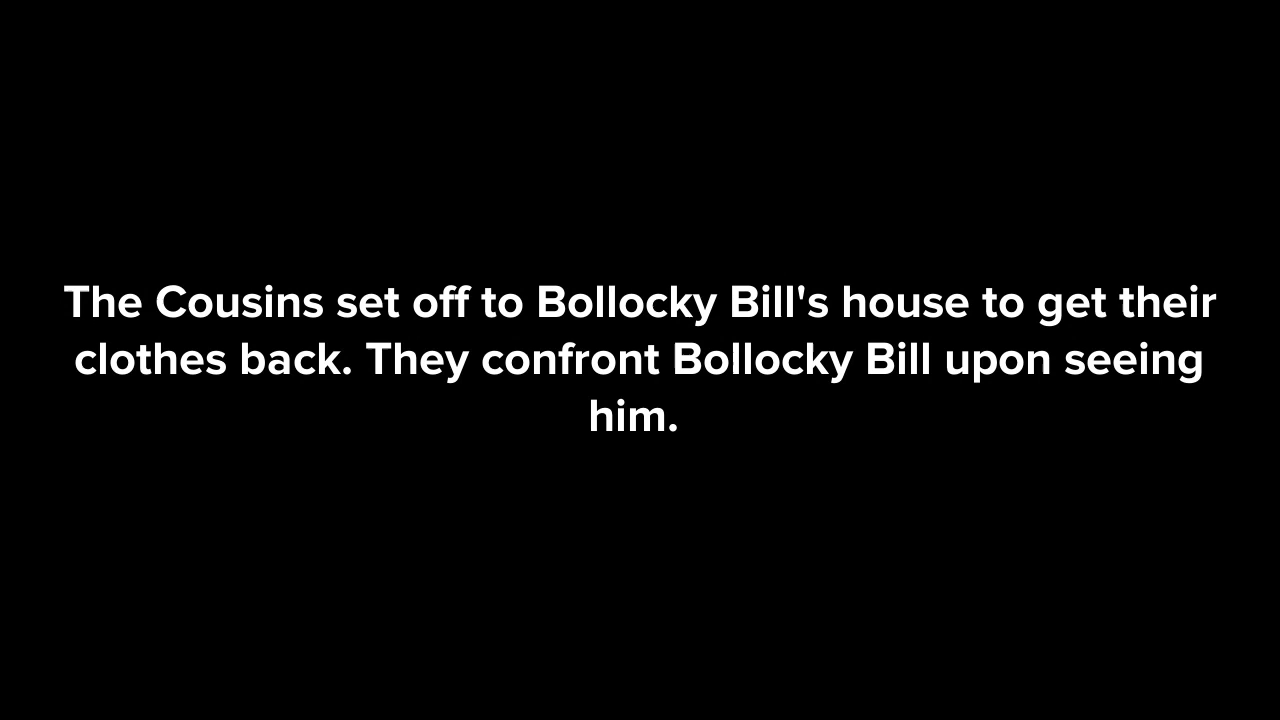 The Cousins set off to Bollocky Bill's house to get their
clothes back. They confront Bollocky Bill upon seeing
him.